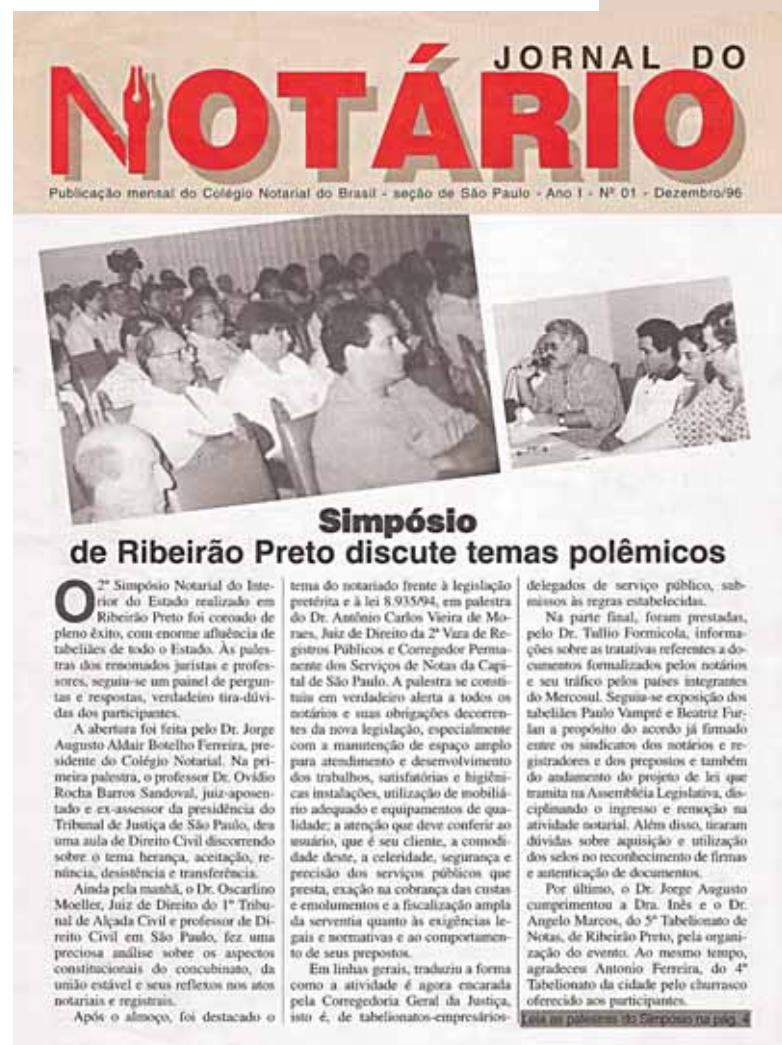 JORNAL DO
NOTÁRIO
Publicação mensal do Colégio Notarial do Brasil - seção de São Paulo - Ano I - Nº 01 - Dezembro/96
Simpósio
de Ribeirão Preto discute temas polêmicos
O 2º Simpósio Notarial do Inte-
rior do Estado realizado em
Ribeirão Preto foi coroado de
pleno êxito, com enorme afluência de
tabeliães de todo o Estado. Às pales-
tras dos renomados juristas e profes-
sores, seguiu-se um painel de pergun-
tas e respostas, verdadeiro tira-dúvi-
das dos participantes.
A abertura foi feita pelo Dr. Jorge
Augusto Aldair Botelho Ferreira, pre-
sidente do Colégio Notarial. Na pri-
meira palestra, o professor Dr. Ovídio
Rocha Barros Sandoval, juiz-aposen-
tado e ex-assessor da presidência do
Tribunal de Justiça de São Paulo, deu
uma aula de Direito Civil discorrendo
sobre o tema herança, aceitação, re-
núncia, desistência e transferência.
Ainda pela manhã, o Dr. Oscarlino
Moeller, Juiz de Direito do 1º Tribu-
nal de Alçada Civil e professor de Di-
reito Civil em São Paulo, fez uma
preciosa análise sobre os aspectos
constitucionais do concubinato, da
união estável e seus reflexos nos atos
notariais e registrais.
Após o almoço, foi destacado o
tema do notariado frente à legislação
pretérita e à lei 8.935/94, em palestra
do Dr. Antônio Carlos Vieira de Mo-
raes, Juiz de Direito da 2ª Vara de Re-
gistros Públicos e Corregedor Perma-
nente dos Serviços de Notas da Capi-
tal de São Paulo. A palestra se consti-
tuiu em verdadeiro alerta a todos os
notários e suas obrigações decorren-
tes da nova legislação, especialmente
com a manutenção de espaço amplo
para atendimento e desenvolvimento
dos trabalhos, satisfatórias e higiêni-
cas instalações, utilização de mobiliá-
rio adequado e equipamentos de qua-
lidade; a atenção que deve conferir ao
usuário, que é seu cliente, a comodi-
dade deste, a celeridade, segurança e
precisão dos serviços públicos que
presta, exação na cobrança das custas
e emolumentos e a fiscalização ampla
da serventia quanto às exigências le-
gais e normativas e ao comportamen-
to de seus prepostos.
Em linhas gerais, traduziu a forma
como a atividade é agora encarada
pela Corregedoria Geral da Justiça,
isto é, de tabelionatos-empresários-
delegados de serviço público, sub-
missos às regras estabelecidas.
Na parte final, foram prestadas,
pelo Dr. Tullio Formicola, informa-
ções sobre as tratativas referentes a do-
cumentos formalizados pelos notários
e seu tráfico pelos países integrantes
do Mercosul. Seguiu-se exposição dos
tabeliães Paulo Vampré e Beatriz Fur-
lan a propósito do acordo já firmado
entre os sindicatos dos notários e re-
gistradores e dos prepostos e também
do andamento do projeto de lei que
tramita na Assembléia Legislativa, dis-
ciplinando o ingresso e remoção na
atividade notarial. Além disso, tiraram
dúvidas sobre aquisição e utilização
dos selos no reconhecimento de firmas
e autenticação de documentos.
Por último, o Dr. Jorge Augusto
cumprimentou a Dra. Inês e o Dr.
Angelo Marcos, do 5º Tabelionato de
Notas, de Ribeirão Preto, pela organi-
zação do evento. Ao mesmo tempo,
agradeceu Antonio Ferreira, do 4º
Tabelionato da cidade pelo churrasco
oferecido aos participantes.
Leia as palestras do Simpósio na pág. 4